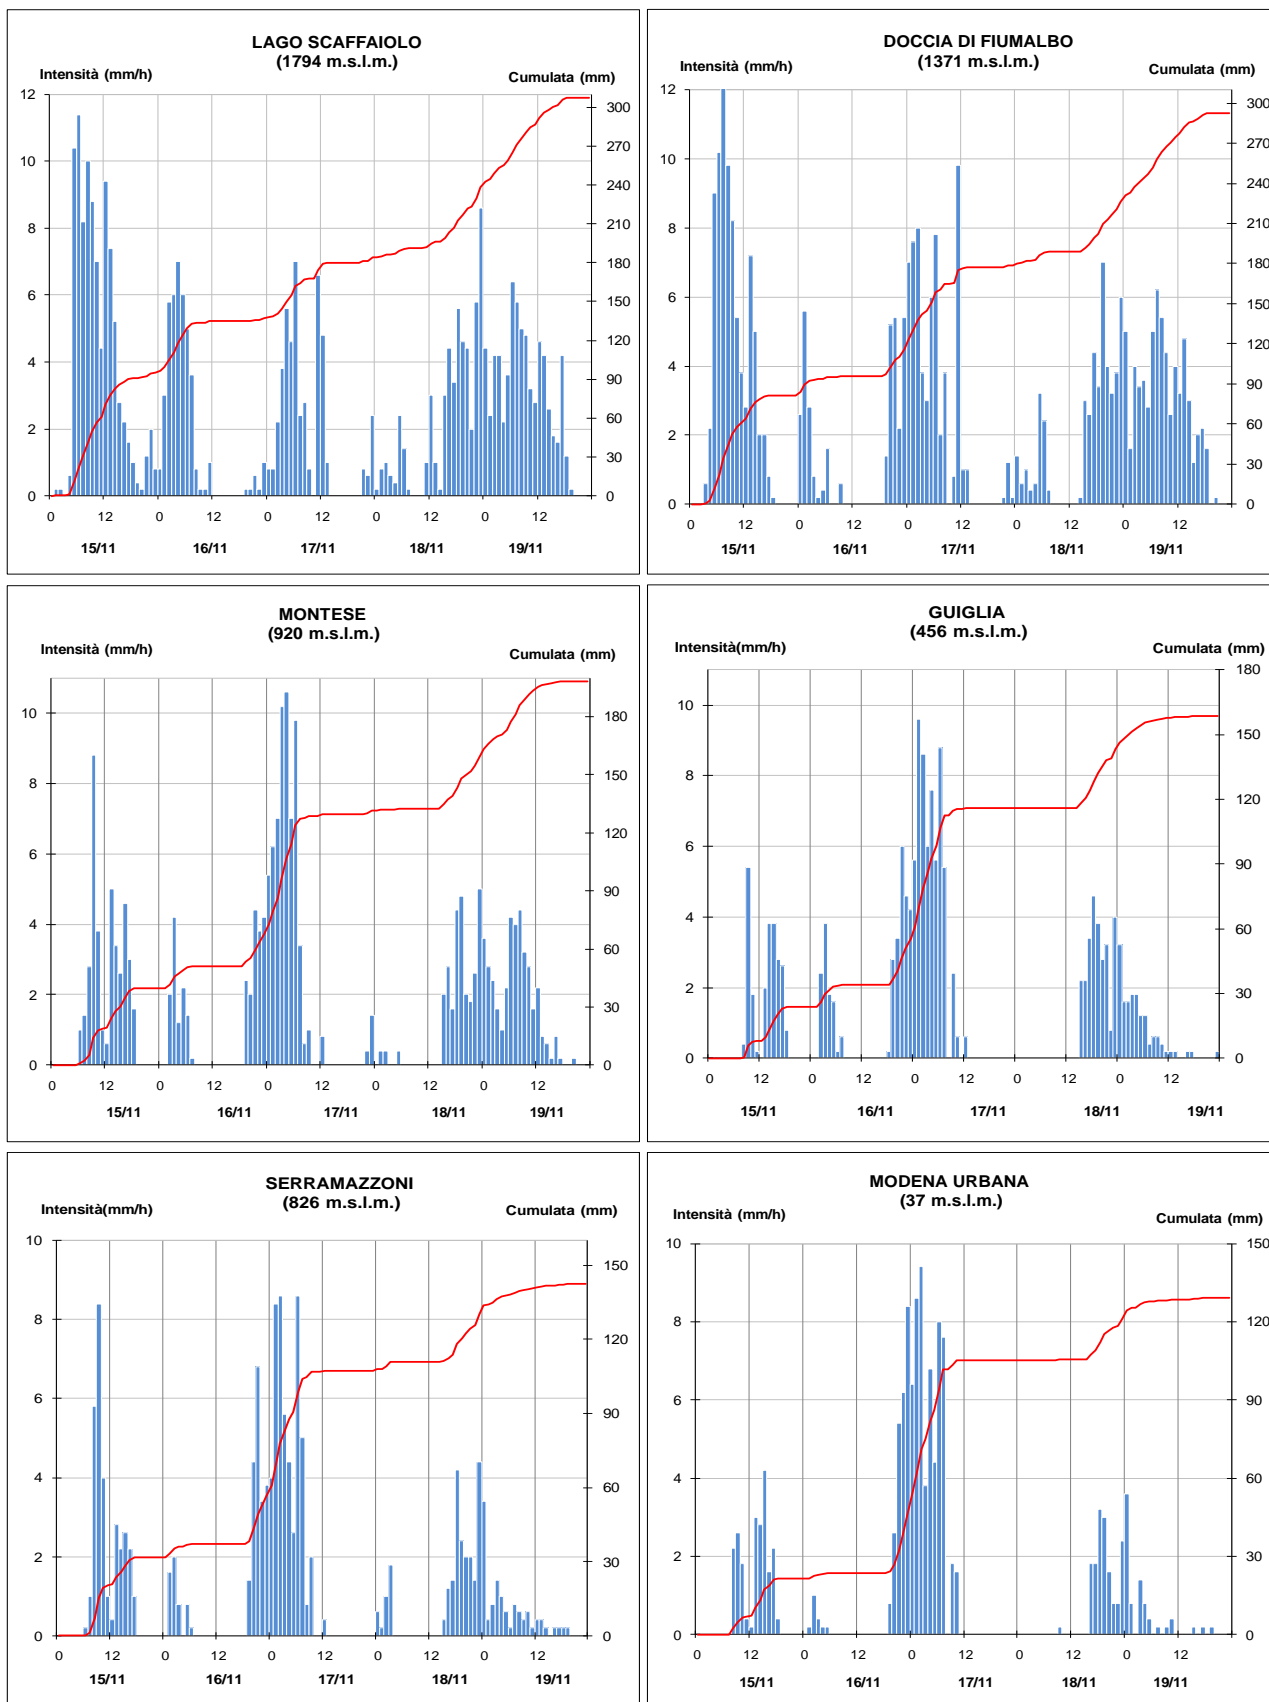 LAGO SCAFFAIOLO
(1794 m.s.l.m.)
Intensità (mm/h)
Cumulata (mm)
12
10
8
6
4
2
0
300
270
240
210
180
150
120
90
60
30
0
0 12 0 12 0 12 0 12 0 12
15/11 16/11 17/11 18/11 19/11
DOCCIA DI FIUMALBO
(1371 m.s.l.m.)
Intensità (mm/h)
Cumulata (mm)
12
10
8
6
4
2
0
300
270
240
210
180
150
120
90
60
30
0
0 12 0 12 0 12 0 12 0 12
15/11 16/11 17/11 18/11 19/11
MONTESE
(920 m.s.l.m.)
Intensità (mm/h)
Cumulata (mm)
10
8
6
4
2
0
180
150
120
90
60
30
0
0 12 0 12 0 12 0 12 0 12
15/11 16/11 17/11 18/11 19/11
GUIGLIA
(456 m.s.l.m.)
Intensità(mm/h)
Cumulata (mm)
10
8
6
4
2
0
180
150
120
90
60
30
0
0 12 0 12 0 12 0 12 0 12
15/11 16/11 17/11 18/11 19/11
SERRAMAZZONI
(826 m.s.l.m.)
Intensità(mm/h)
Cumulata (mm)
10
8
6
4
2
0
150
120
90
60
30
0
0 12 0 12 0 12 0 12 0 12
15/11 16/11 17/11 18/11 19/11
MODENA URBANA
(37 m.s.l.m.)
Intensità (mm/h)
Cumulata (mm)
10
8
6
4
2
0
150
120
90
60
30
0
0 12 0 12 0 12 0 12 0 12
15/11 16/11 17/11 18/11 19/11